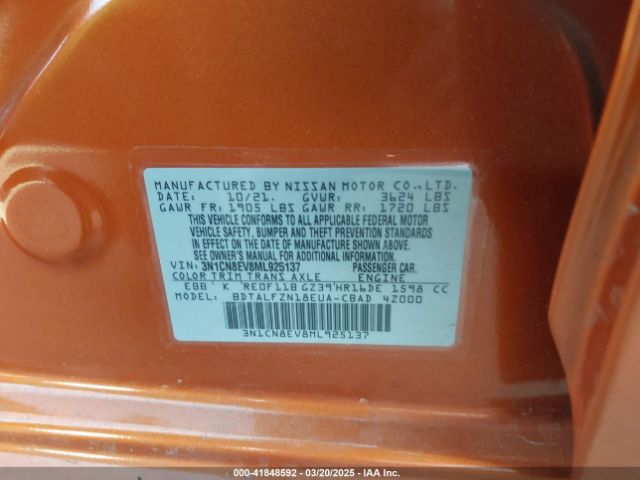 MANUFACTURED BY NISSAN MOTOR CO.,LTD.
DATE: 10/21. GVWR: 3624 LBS
GAWR FR: 1905 LBS GAWR RR: 1720 LBS
THIS VEHICLE CONFORMS TO ALL APPLICABLE FEDERAL MOTOR
VEHICLE SAFETY, BUMPER AND THEFT PREVENTION STANDARDS
IN EFFECT ON THE DATE OF MANUFACTURE SHOWN ABOVE.
SEE OWNER'S MANUAL FOR ADDITIONAL INFORMATION.
VIN: 3N1CN8EV8ML925137 PASSENGER CAR.
COLOR TRIM TRANS AXLE ENGINE
EBB K RE0F11B GZ39 HR16DE 1598 CC
MODEL: BDTALFZN18EUA-CBAD 4Z000
3N1CN8EV8ML925137
000-41848592 — 03/20/2025 — IAA Inc.